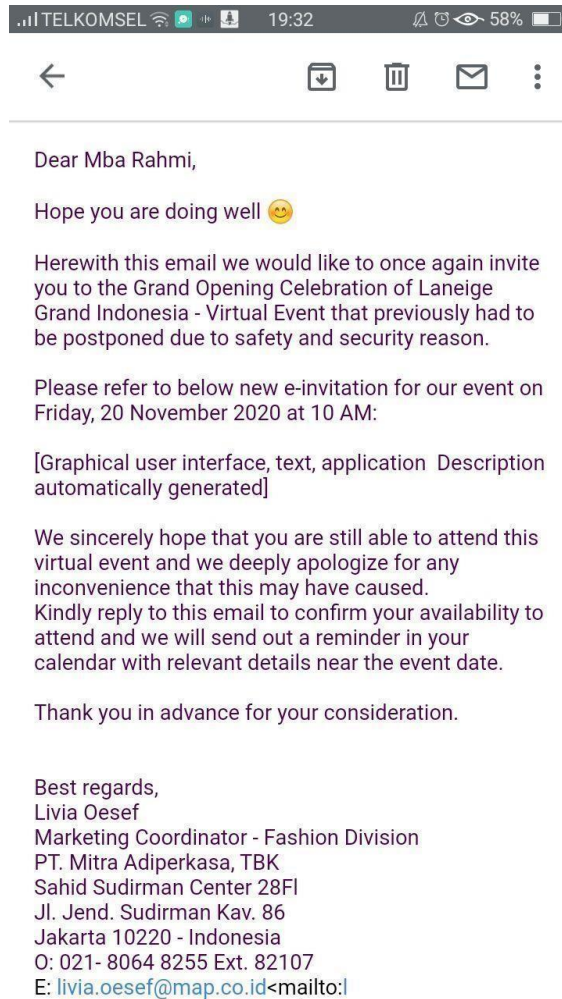 TELKOMSEL 19:32 58%
Dear Mba Rahmi,
Hope you are doing well 😊
Herewith this email we would like to once again invite
you to the Grand Opening Celebration of Laneige
Grand Indonesia - Virtual Event that previously had to
be postponed due to safety and security reason.
Please refer to below new e-invitation for our event on
Friday, 20 November 2020 at 10 AM:
[Graphical user interface, text, application  Description
automatically generated]
We sincerely hope that you are still able to attend this
virtual event and we deeply apologize for any
inconvenience that this may have caused.
Kindly reply to this email to confirm your availability to
attend and we will send out a reminder in your
calendar with relevant details near the event date.
Thank you in advance for your consideration.
Best regards,
Livia Oesef
Marketing Coordinator - Fashion Division
PT. Mitra Adiperkasa, TBK
Sahid Sudirman Center 28Fl
Jl. Jend. Sudirman Kav. 86
Jakarta 10220 - Indonesia
O: 021- 8064 8255 Ext. 82107
E: livia.oesef@map.co.id<mailto:l